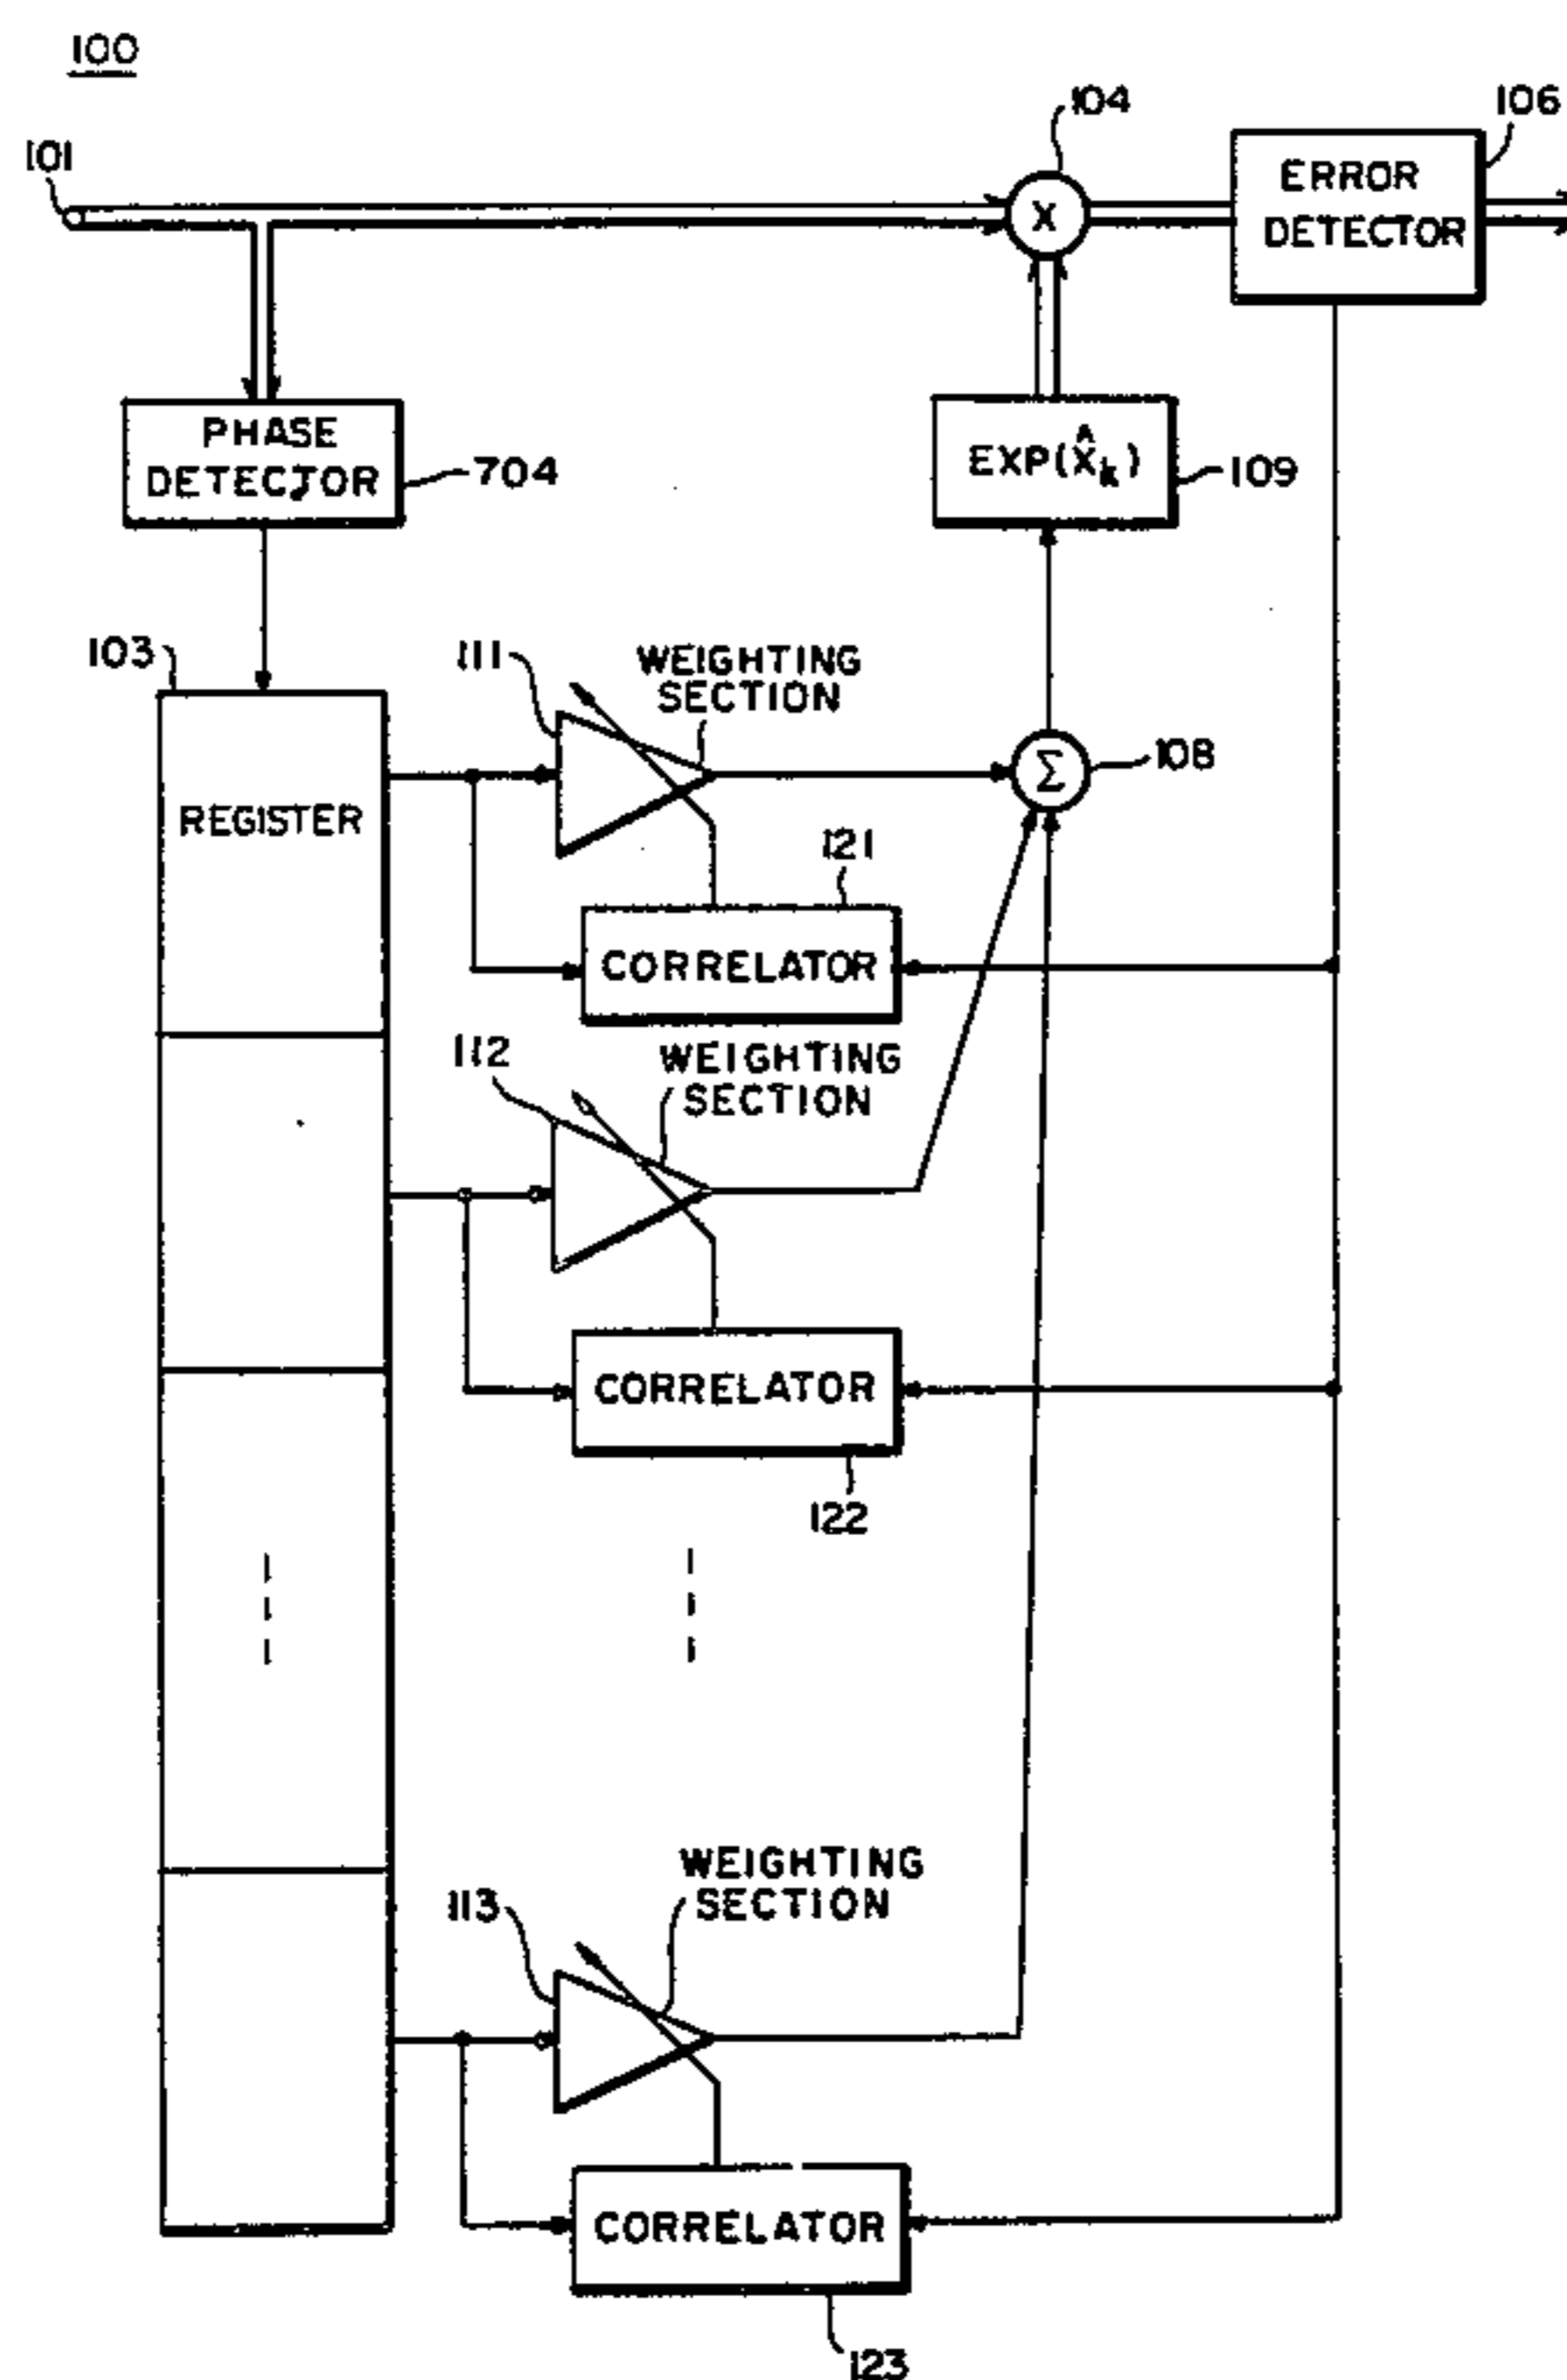 100
101
104
106
ERROR
DETECTOR
PHASE
DETECTOR
704
EXP(X̂k)
109
103
111
WEIGHTING
SECTION
108
Σ
REGISTER
121
CORRELATOR
112
WEIGHTING
SECTION
CORRELATOR
122
113
WEIGHTING
SECTION
CORRELATOR
123
X